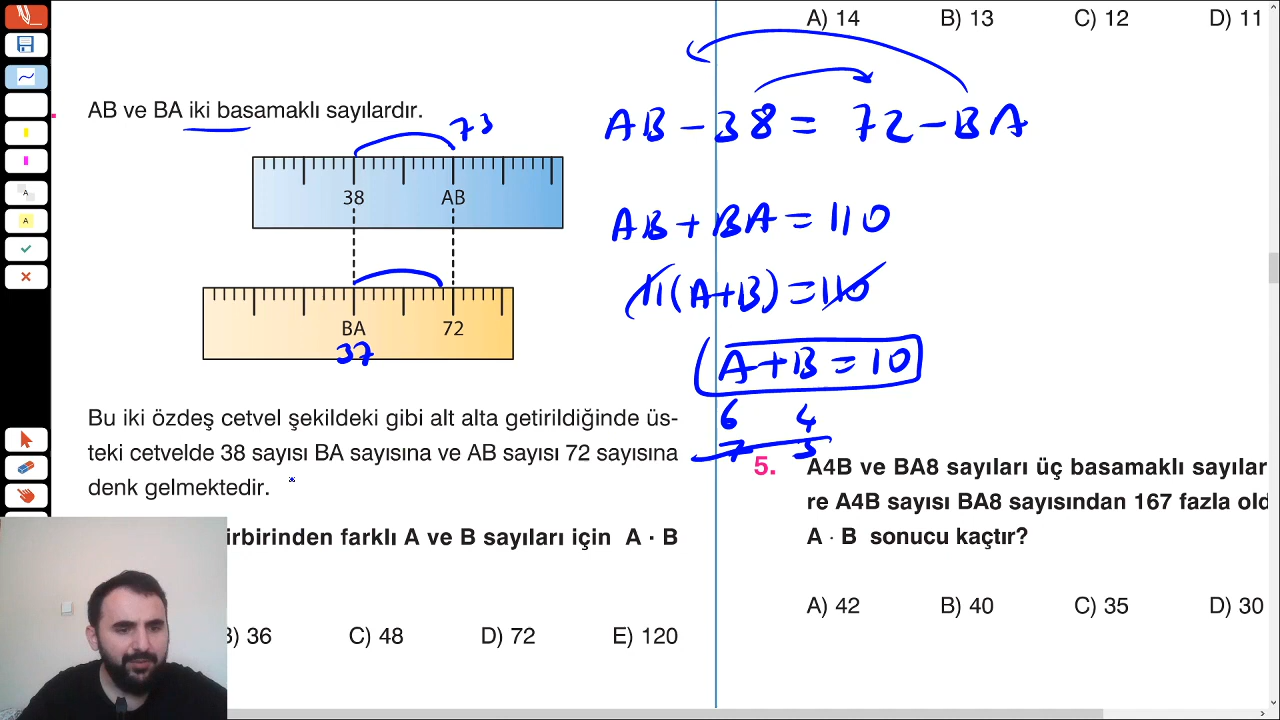 AB ve BA iki basamaklı sayılardır.
73
38 AB
BA 72
37
Bu iki özdeş cetvel şekildeki gibi alt alta getirildiğinde üs-
teki cetvelde 38 sayısı BA sayısına ve AB sayısı 72 sayısına
denk gelmektedir.
irbirinden farklı A ve B sayıları için A · B
B) 36 C) 48 D) 72 E) 120
A) 14 B) 13 C) 12 D) 11
AB - 38 = 72 - BA
AB + BA = 110
11(A+B) = 110
A+B = 10
6 4
7 3
5. A4B ve BA8 sayıları üç basamaklı sayılar
re A4B sayısı BA8 sayısından 167 fazla old
A · B sonucu kaçtır?
A) 42 B) 40 C) 35 D) 30
A
A